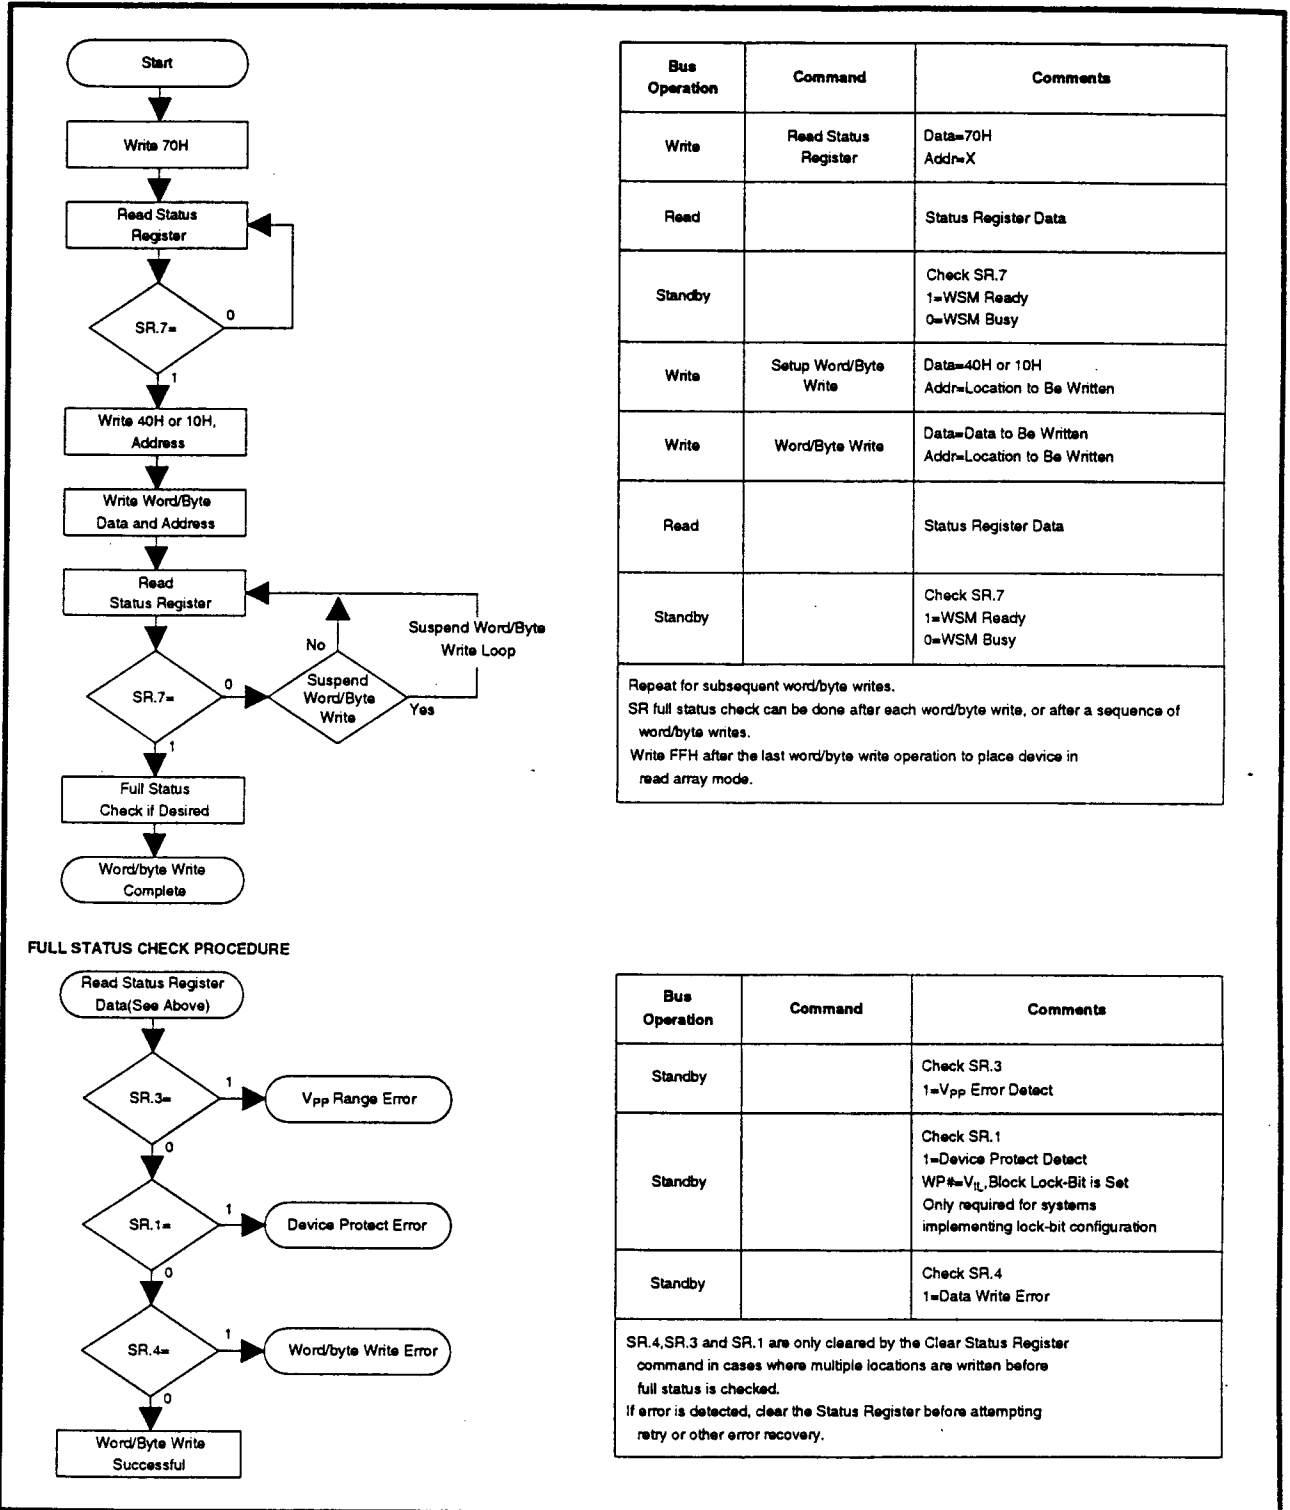 Start
Write 70H
Read Status
Register
SR.7=
0
1
Write 40H or 10H,
Address
Write Word/Byte
Data and Address
Read
Status Register
SR.7=
0
1
No
Suspend
Word/Byte
Write
Yes
Suspend Word/Byte
Write Loop
Full Status
Check if Desired
Word/byte Write
Complete
Bus
Operation
Command
Comments
Write
Read Status
Register
Data=70H
Addr=X
Read
Status Register Data
Standby
Check SR.7
1=WSM Ready
0=WSM Busy
Write
Setup Word/Byte
Write
Data=40H or 10H
Addr=Location to Be Written
Write
Word/Byte Write
Data=Data to Be Written
Addr=Location to Be Written
Read
Status Register Data
Standby
Check SR.7
1=WSM Ready
0=WSM Busy
Repeat for subsequent word/byte writes.
SR full status check can be done after each word/byte write, or after a sequence of
word/byte writes.
Write FFH after the last word/byte write operation to place device in
read array mode.
FULL STATUS CHECK PROCEDURE
Read Status Register
Data(See Above)
SR.3=
1
VPP Range Error
0
SR.1=
1
Device Protect Error
0
SR.4=
1
Word/byte Write Error
0
Word/Byte Write
Successful
Bus
Operation
Command
Comments
Standby
Check SR.3
1=VPP Error Detect
Standby
Check SR.1
1=Device Protect Detect
WP#=VIL,Block Lock-Bit is Set
Only required for systems
implementing lock-bit configuration
Standby
Check SR.4
1=Data Write Error
SR.4,SR.3 and SR.1 are only cleared by the Clear Status Register
command in cases where multiple locations are written before
full status is checked.
If error is detected, clear the Status Register before attempting
retry or other error recovery.